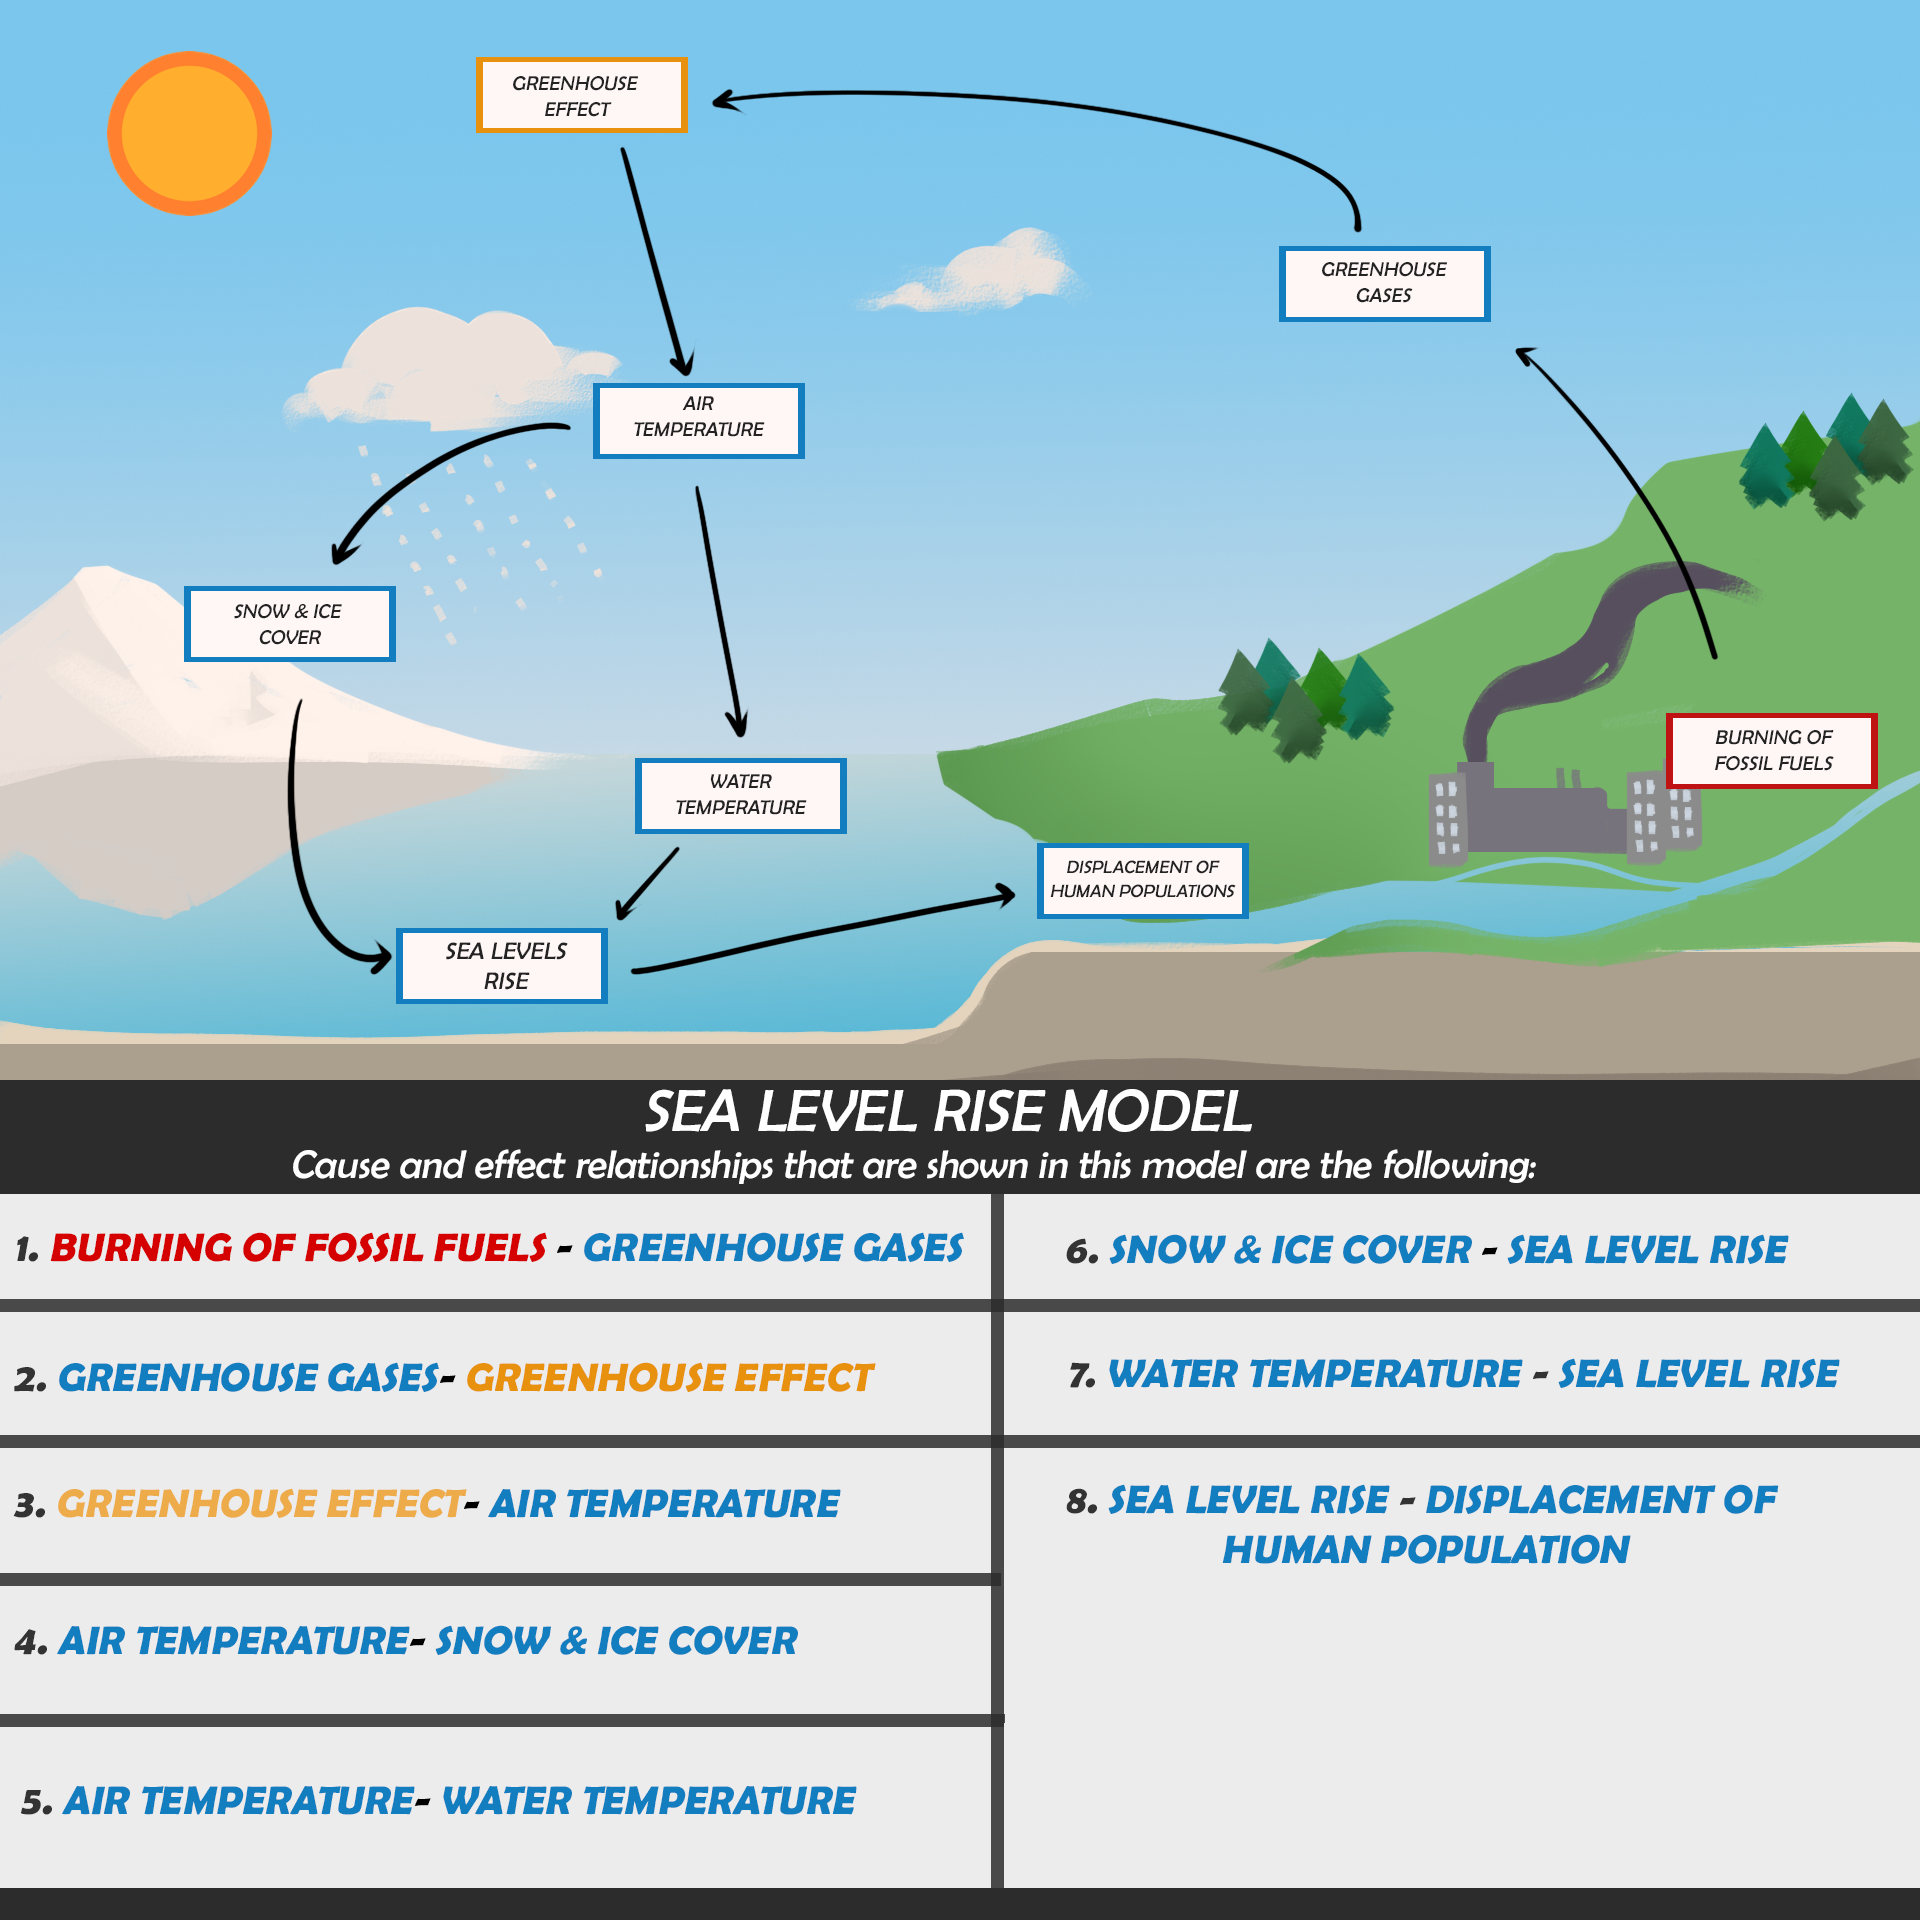 GREENHOUSE
EFFECT
GREENHOUSE
GASES
AIR
TEMPERATURE
SNOW & ICE
COVER
BURNING OF
FOSSIL FUELS
WATER
TEMPERATURE
DISPLACEMENT OF
HUMAN POPULATIONS
SEA LEVELS
RISE
SEA LEVEL RISE MODEL
Cause and effect relationships that are shown in this model are the following:
1. BURNING OF FOSSIL FUELS - GREENHOUSE GASES
2. GREENHOUSE GASES- GREENHOUSE EFFECT
3. GREENHOUSE EFFECT- AIR TEMPERATURE
4. AIR TEMPERATURE- SNOW & ICE COVER
5. AIR TEMPERATURE- WATER TEMPERATURE
6. SNOW & ICE COVER - SEA LEVEL RISE
7. WATER TEMPERATURE - SEA LEVEL RISE
8. SEA LEVEL RISE - DISPLACEMENT OF
HUMAN POPULATION